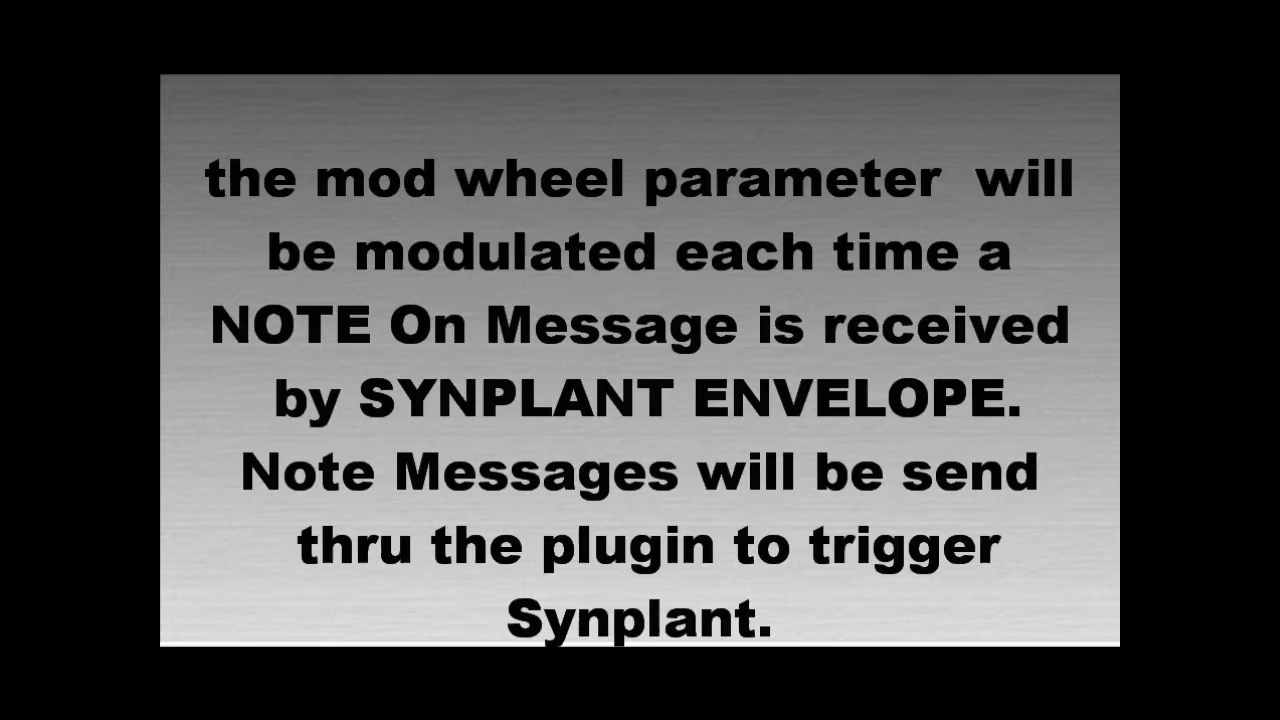 the mod wheel parameter  will
be modulated each time a
NOTE On Message is received
by SYNPLANT ENVELOPE.
Note Messages will be send
thru the plugin to trigger
Synplant.